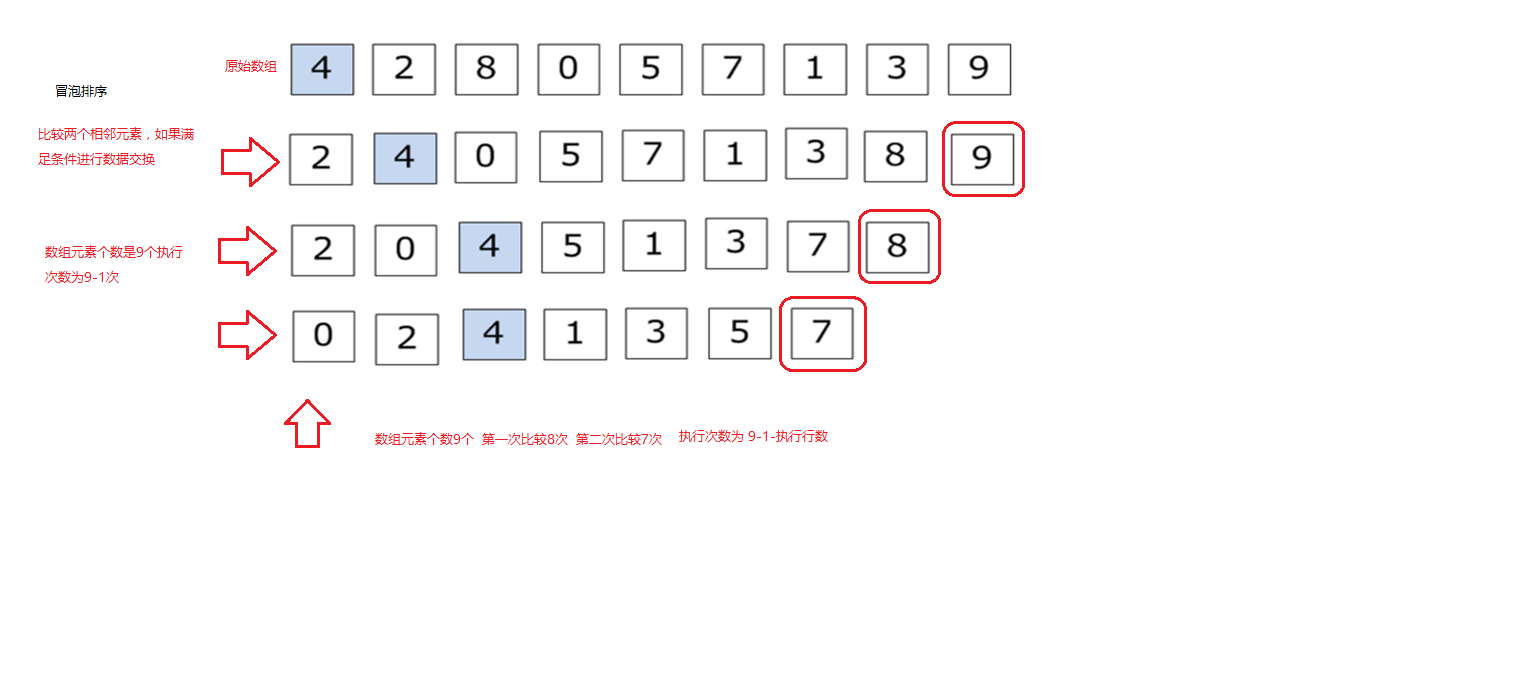 原始数组 4 2 8 0 5 7 1 3 9
冒泡排序
比较两个相邻元素，如果满
足条件进行数据交换
2 4 0 5 7 1 3 8 9
数组元素个数是9个执行
次数为9-1次
2 0 4 5 1 3 7 8
0 2 4 1 3 5 7
数组元素个数9个 第一次比较8次 第二次比较7次 执行次数为 9-1-执行行数